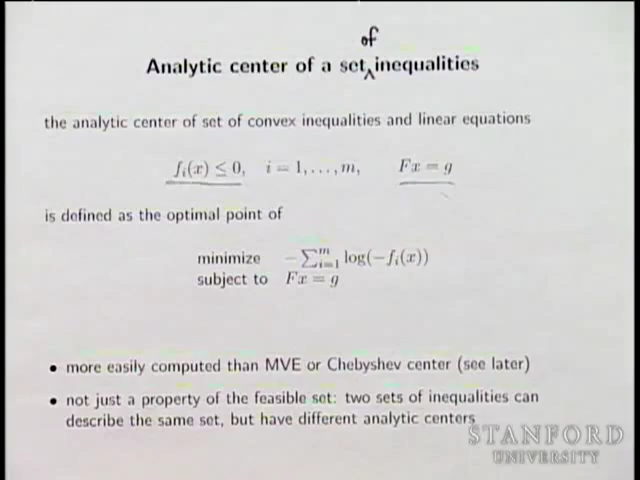 of
Analytic center of a set ‸ inequalities
the analytic center of set of convex inequalities and linear equations
fᵢ(x) ≤ 0, i = 1, . . . , m, Fx = g
is defined as the optimal point of
minimize −∑ᵢ₌₁ᵐ log(−fᵢ(x))
subject to Fx = g
• more easily computed than MVE or Chebyshev center (see later)
• not just a property of the feasible set: two sets of inequalities can
describe the same set, but have different analytic centers
STANFORD
UNIVERSITY